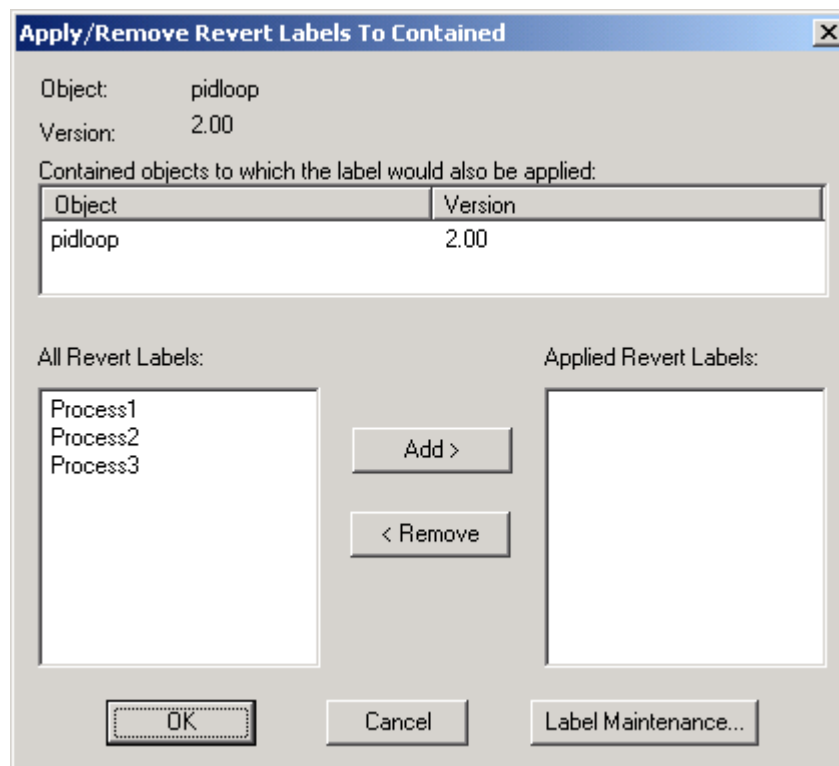 Apply/Remove Revert Labels To Contained
Object: pidloop
Version: 2.00
Contained objects to which the label would also be applied:
Object Version
pidloop 2.00
All Revert Labels: Applied Revert Labels:
Process1
Process2
Process3
Add >
< Remove
OK Cancel Label Maintenance...